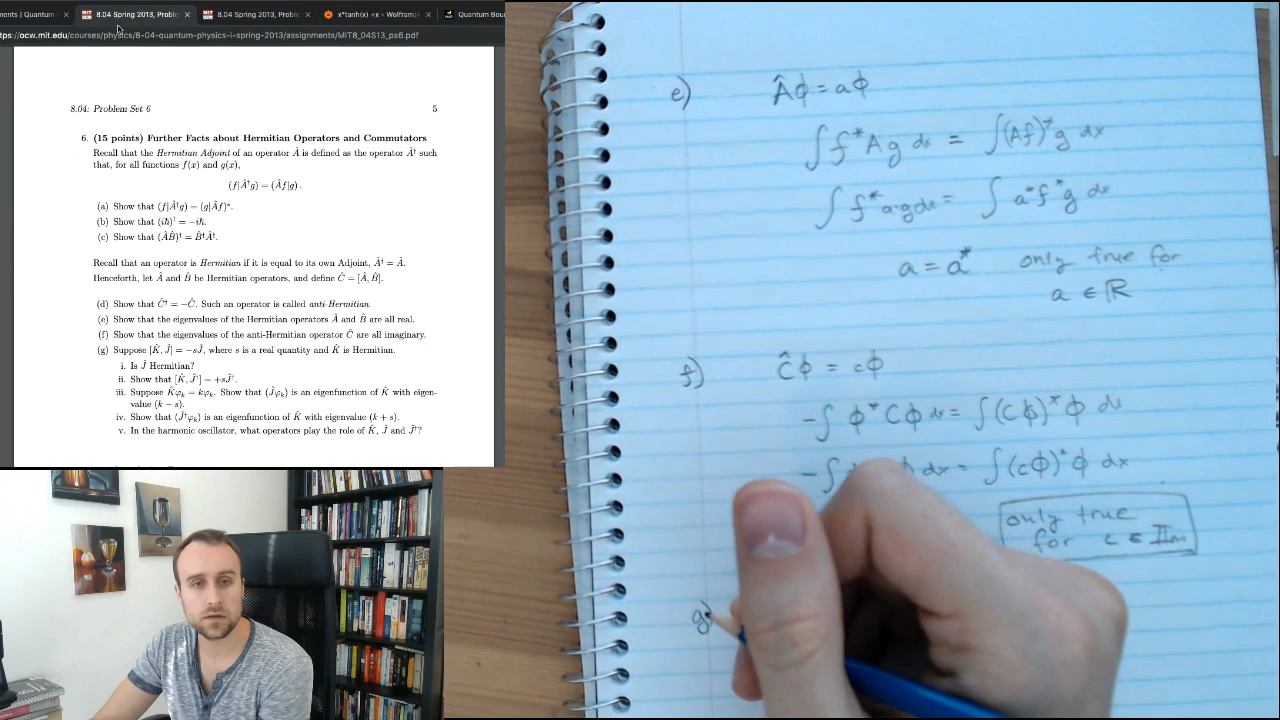 ments | Quantum
8.04 Spring 2013, Proble
8.04 Spring 2013, Problem
x*tanh(x) +x - Wolfram|
Quantum Bour
tps://ocw.mit.edu/courses/physics/8-04-quantum-physics-i-spring-2013/assignments/MIT8_04S13_ps6.pdf
8.04: Problem Set 6 5
6. (15 points) Further Facts about Hermitian Operators and Commutators
Recall that the Hermitian Adjoint of an operator Â is defined as the operator Â† such
that, for all functions f(x) and g(x),
(f|Â†g) = (Âf|g) .
(a) Show that (f|Â†g) = (g|Âf)*.
(b) Show that (iħ)† = −iħ.
(c) Show that (ÂB̂)† = B̂†Â†.
Recall that an operator is Hermitian if it is equal to its own Adjoint, Â† = Â.
Henceforth, let Â and B̂ be Hermitian operators, and define Ĉ = [Â, B̂].
(d) Show that Ĉ† = −Ĉ. Such an operator is called anti-Hermitian.
(e) Show that the eigenvalues of the Hermitian operators Â and B̂ are all real.
(f) Show that the eigenvalues of the anti-Hermitian operator Ĉ are all imaginary.
(g) Suppose [K̂, Ĵ] = −sĴ, where s is a real quantity and K̂ is Hermitian.
i. Is Ĵ Hermitian?
ii. Show that [K̂, Ĵ†] = +sĴ†.
iii. Suppose K̂φₖ = kφₖ. Show that (Ĵφₖ) is an eigenfunction of K̂ with eigen-
value (k − s).
iv. Show that (Ĵ†φₖ) is an eigenfunction of K̂ with eigenvalue (k + s).
v. In the harmonic oscillator, what operators play the role of K̂, Ĵ and Ĵ†?
e) Âϕ = aϕ
∫ f* A g dx = ∫(Af)* g dx
∫ f* a·g dx = ∫ a* f* g dx
a = a* only true for
a ∈ ℝ
f) Ĉϕ = cϕ
-∫ ϕ* C ϕ dx = ∫(Cϕ)* ϕ dx
-∫ dx = ∫(cϕ)* ϕ dx
only true
for c ∈ Im
g)